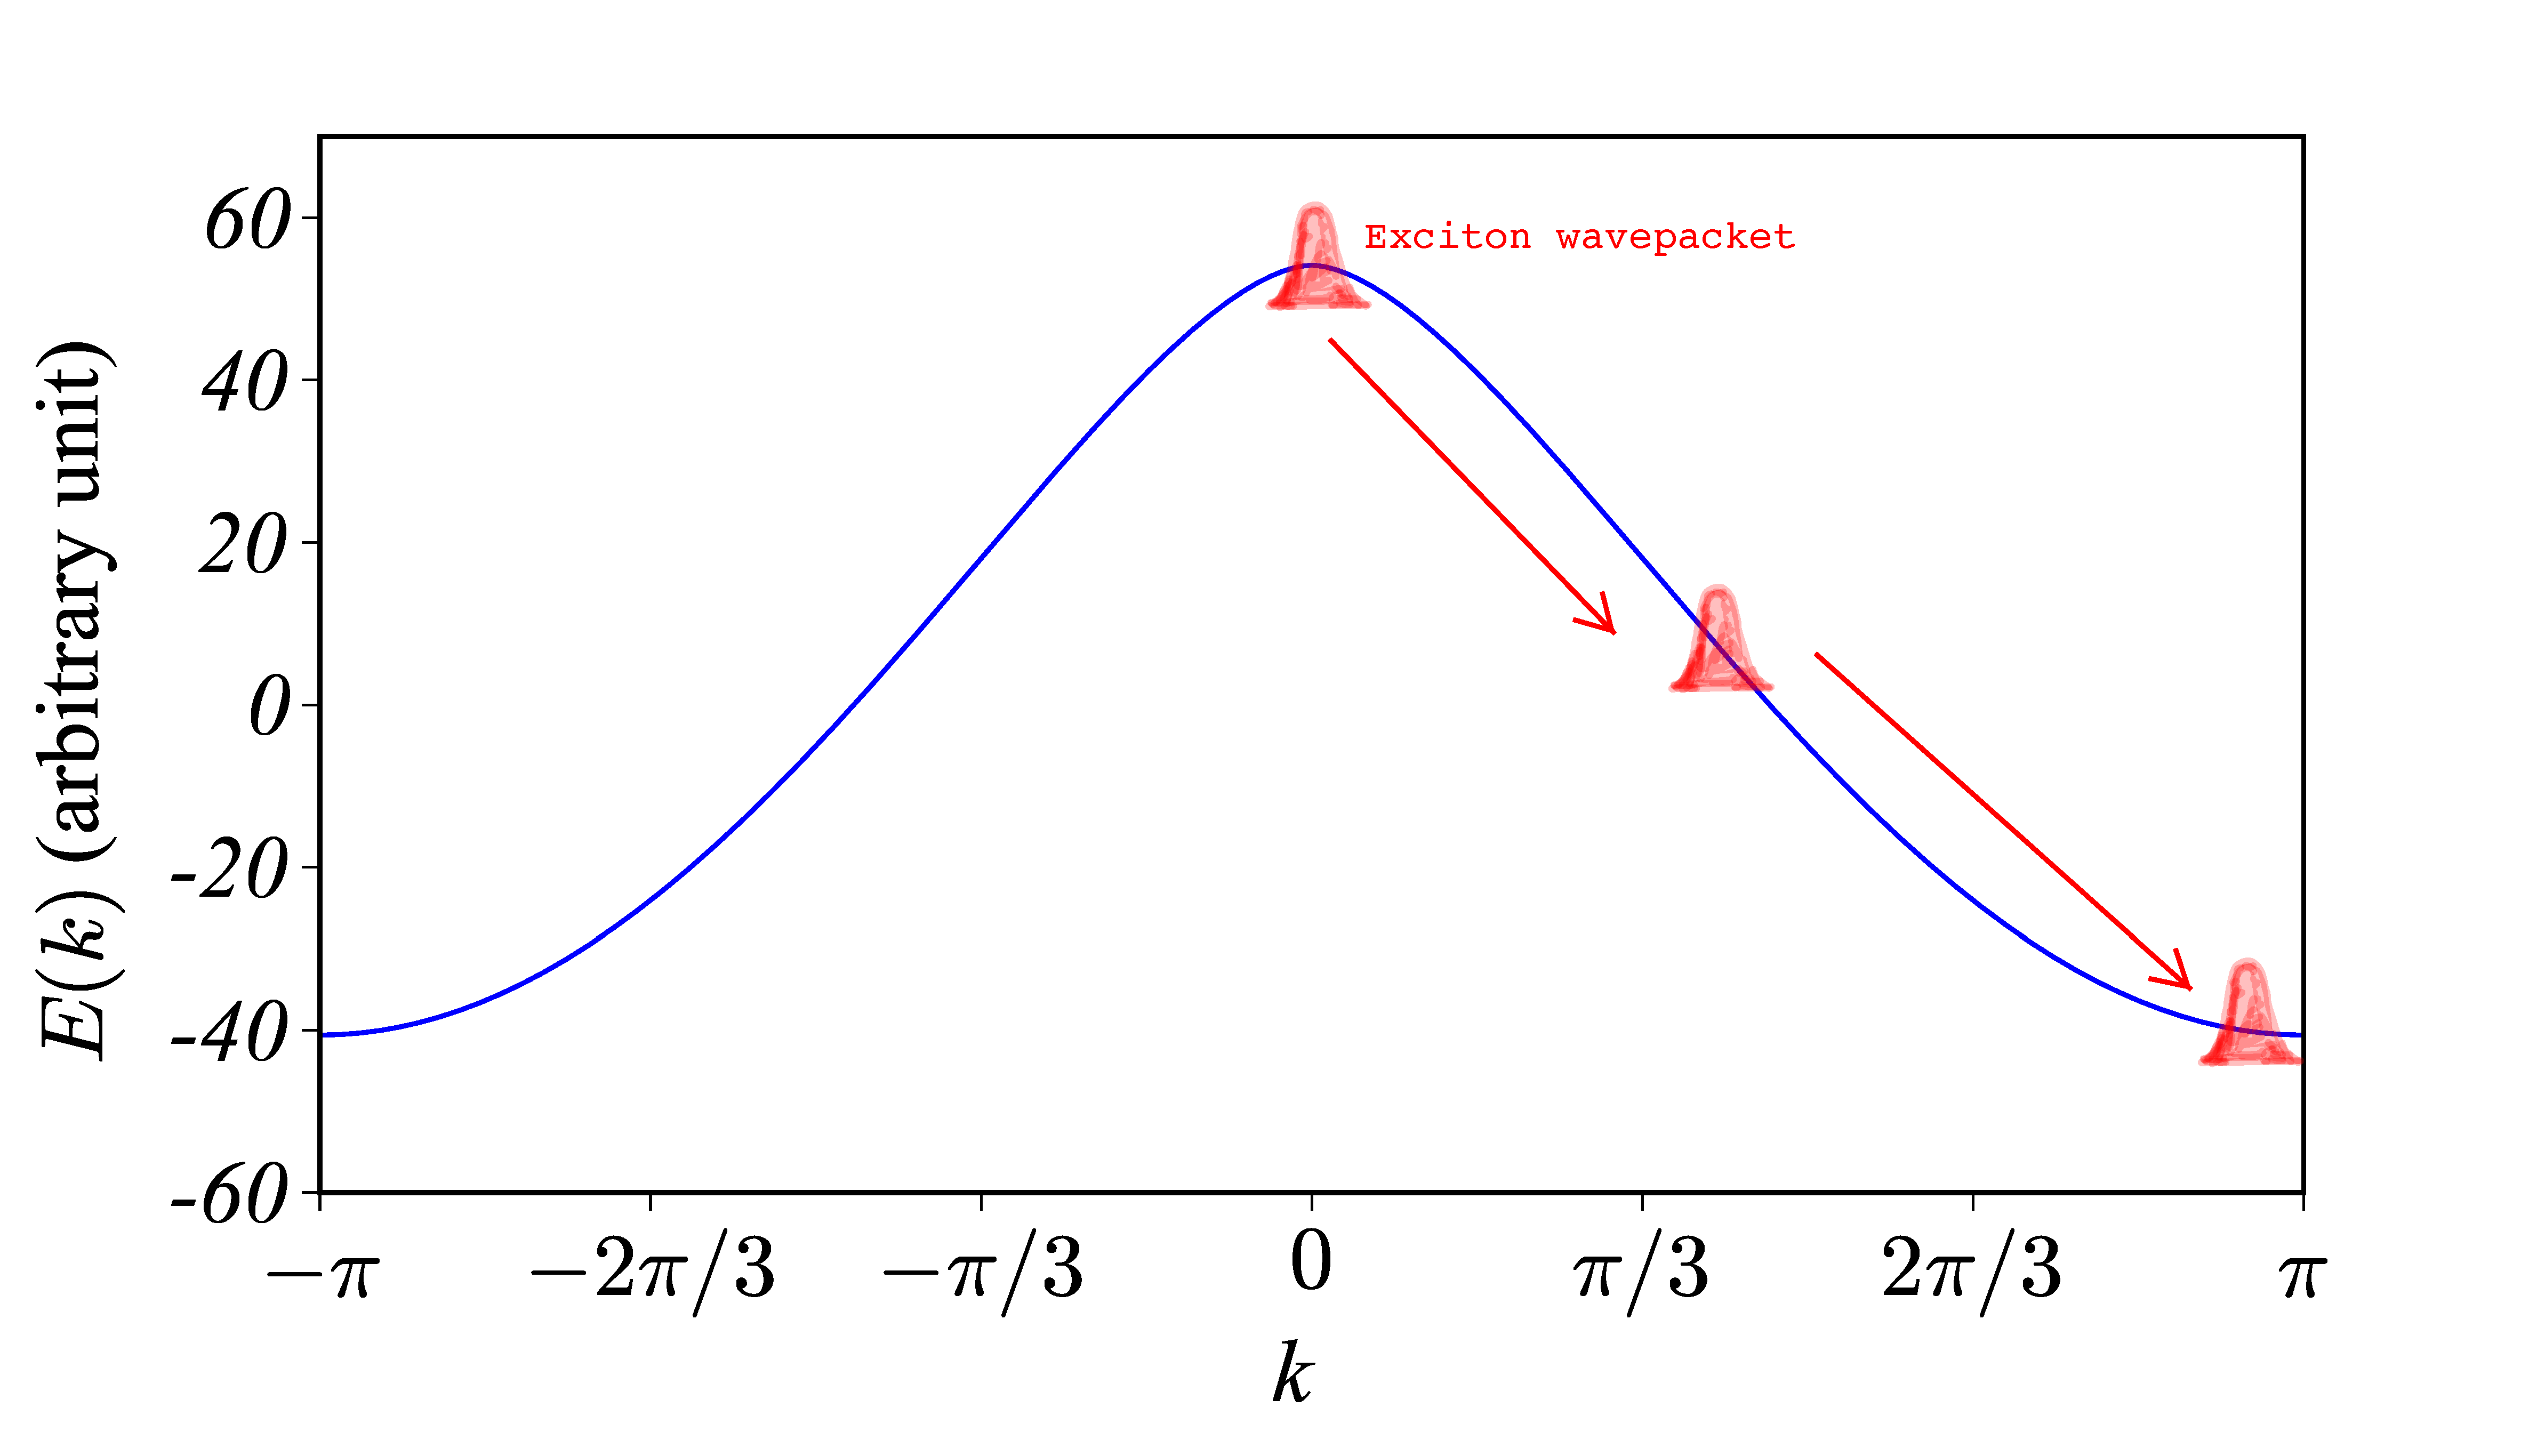 E(k) (arbitrary unit)
60
Exciton wavepacket
40
20
0
-20
-40
-60
−π
−2π/3
−π/3
0
π/3
2π/3
π
k